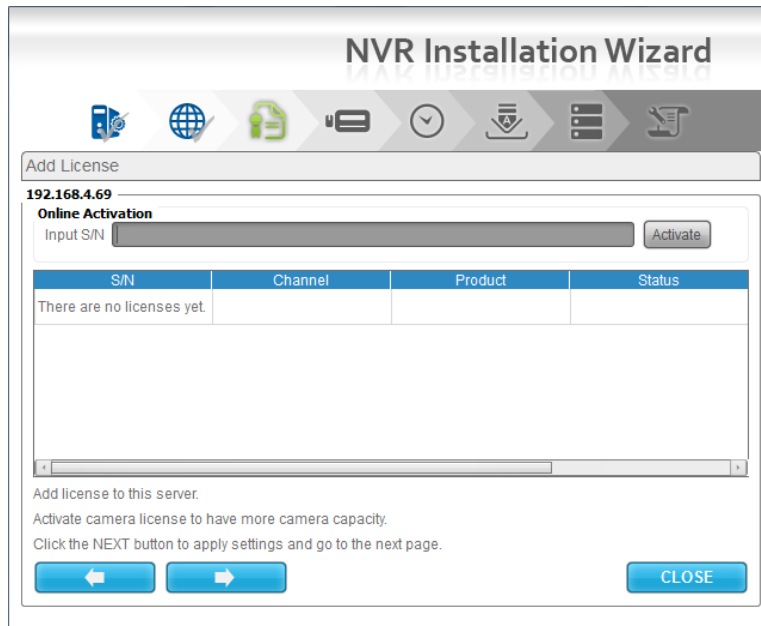 NVR Installation Wizard
Add License
192.168.4.69
Online Activation
Input S/N
Activate
S/N Channel Product Status
There are no licenses yet.
Add license to this server.
Activate camera license to have more camera capacity.
Click the NEXT button to apply settings and go to the next page.
CLOSE